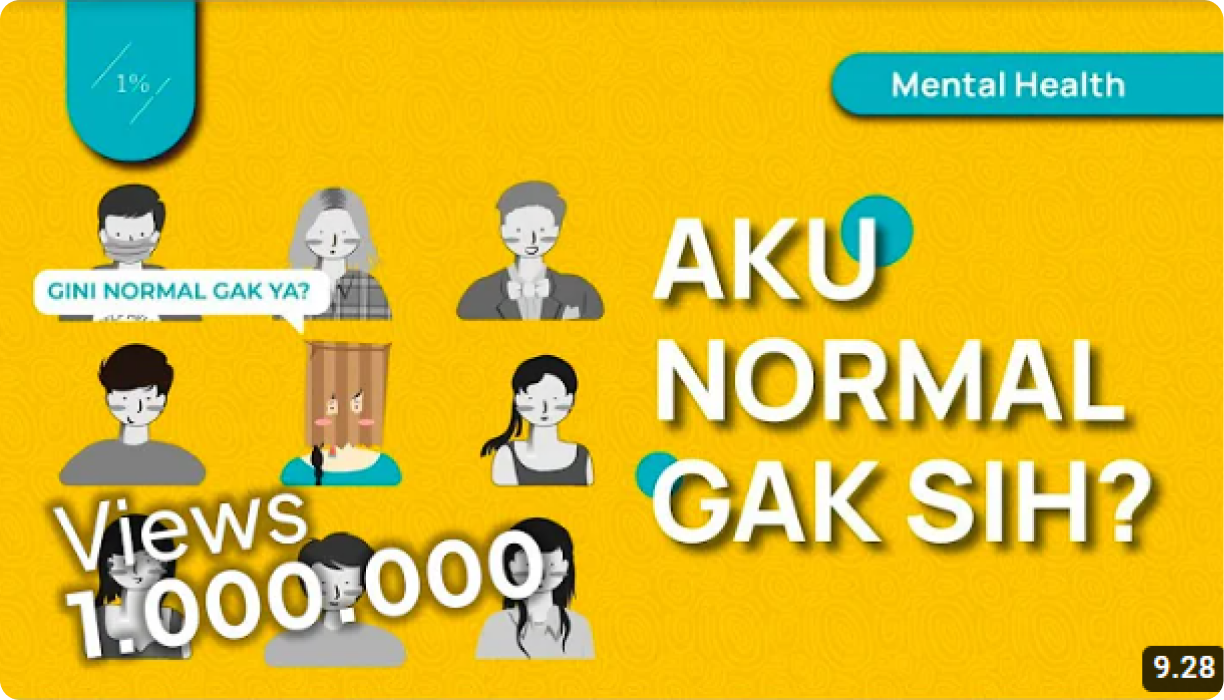 1%
Mental Health
GINI NORMAL GAK YA?
AKU
NORMAL
GAK SIH?
Views
1.000.000
9.28